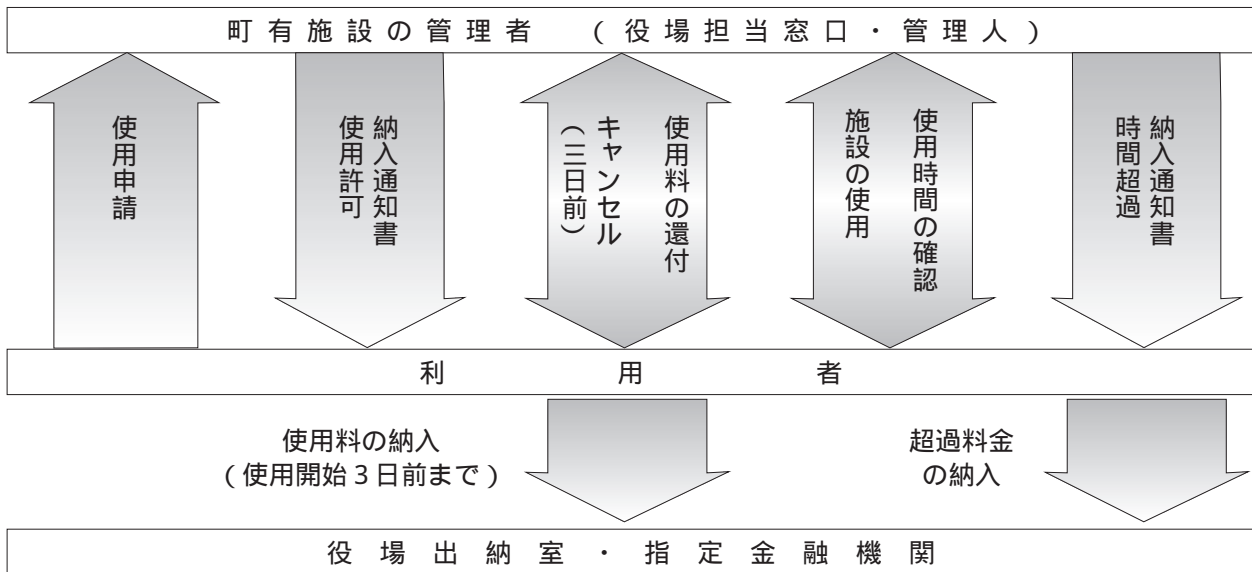 町有施設の管理者 (役場担当窓口・管理人)
使用申請
納入通知書
使用許可
使用料の還付
キャンセル
(三日前)
使用時間の確認
施設の使用
納入通知書
時間超過
利用者
使用料の納入
(使用開始3日前まで)
超過料金
の納入
役場出納室・指定金融機関